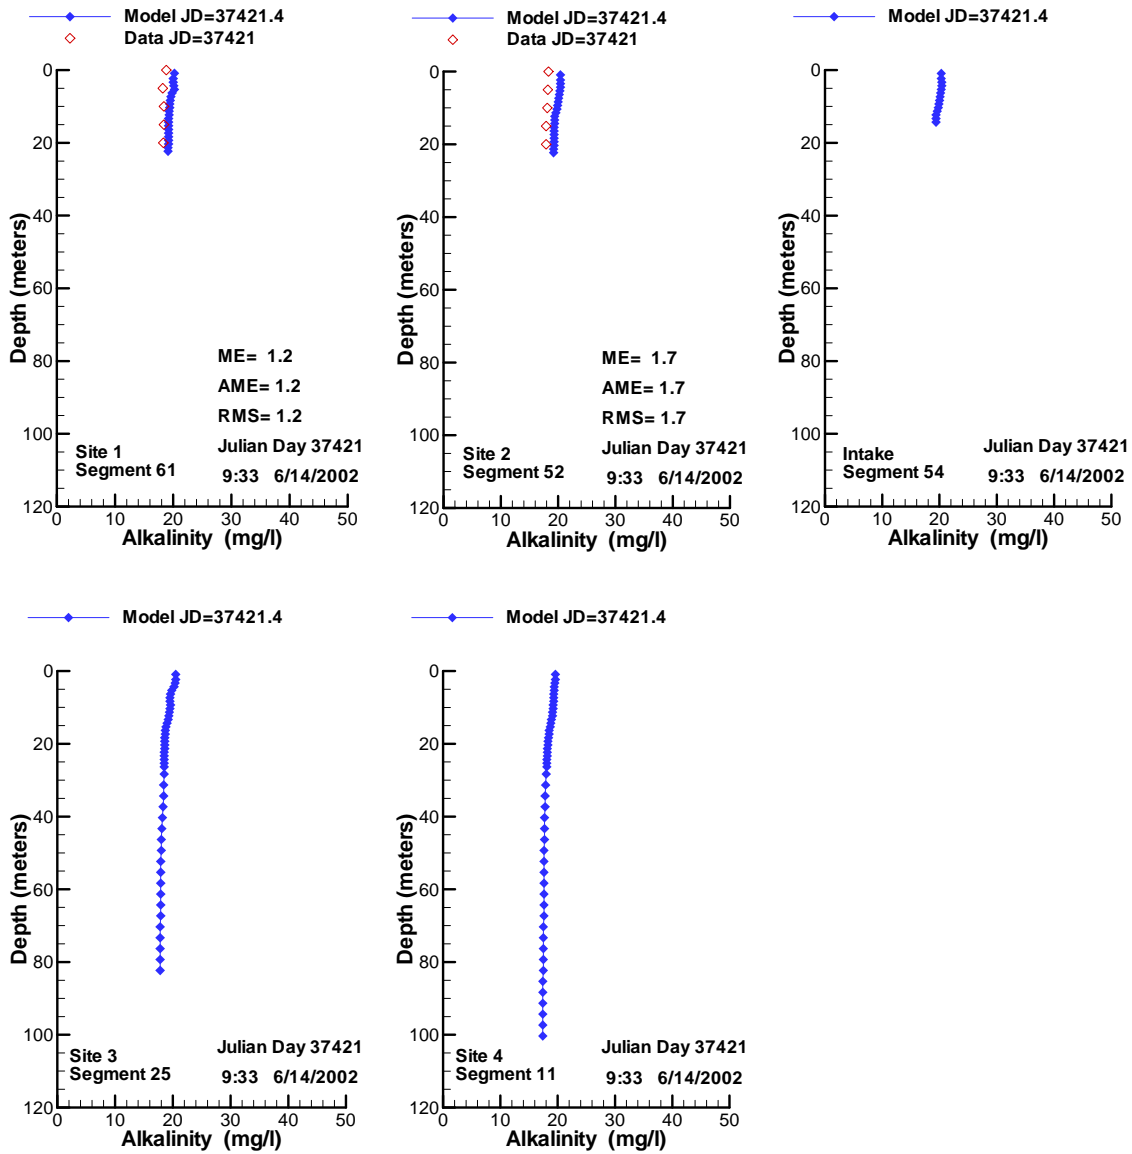 Model JD=37421.4
Data JD=37421
0
20
40
60
80
100
120
Depth (meters)
ME= 1.2
AME= 1.2
RMS= 1.2
Site 1
Segment 61
Julian Day 37421
9:33 6/14/2002
0 10 20 30 40 50
Alkalinity (mg/l)
Model JD=37421.4
Data JD=37421
0
20
40
60
80
100
120
Depth (meters)
ME= 1.7
AME= 1.7
RMS= 1.7
Site 2
Segment 52
Julian Day 37421
9:33 6/14/2002
0 10 20 30 40 50
Alkalinity (mg/l)
Model JD=37421.4
0
20
40
60
80
100
120
Depth (meters)
Intake
Segment 54
Julian Day 37421
9:33 6/14/2002
0 10 20 30 40 50
Alkalinity (mg/l)
Model JD=37421.4
0
20
40
60
80
100
120
Depth (meters)
Site 3
Segment 25
Julian Day 37421
9:33 6/14/2002
0 10 20 30 40 50
Alkalinity (mg/l)
Model JD=37421.4
0
20
40
60
80
100
120
Depth (meters)
Site 4
Segment 11
Julian Day 37421
9:33 6/14/2002
0 10 20 30 40 50
Alkalinity (mg/l)